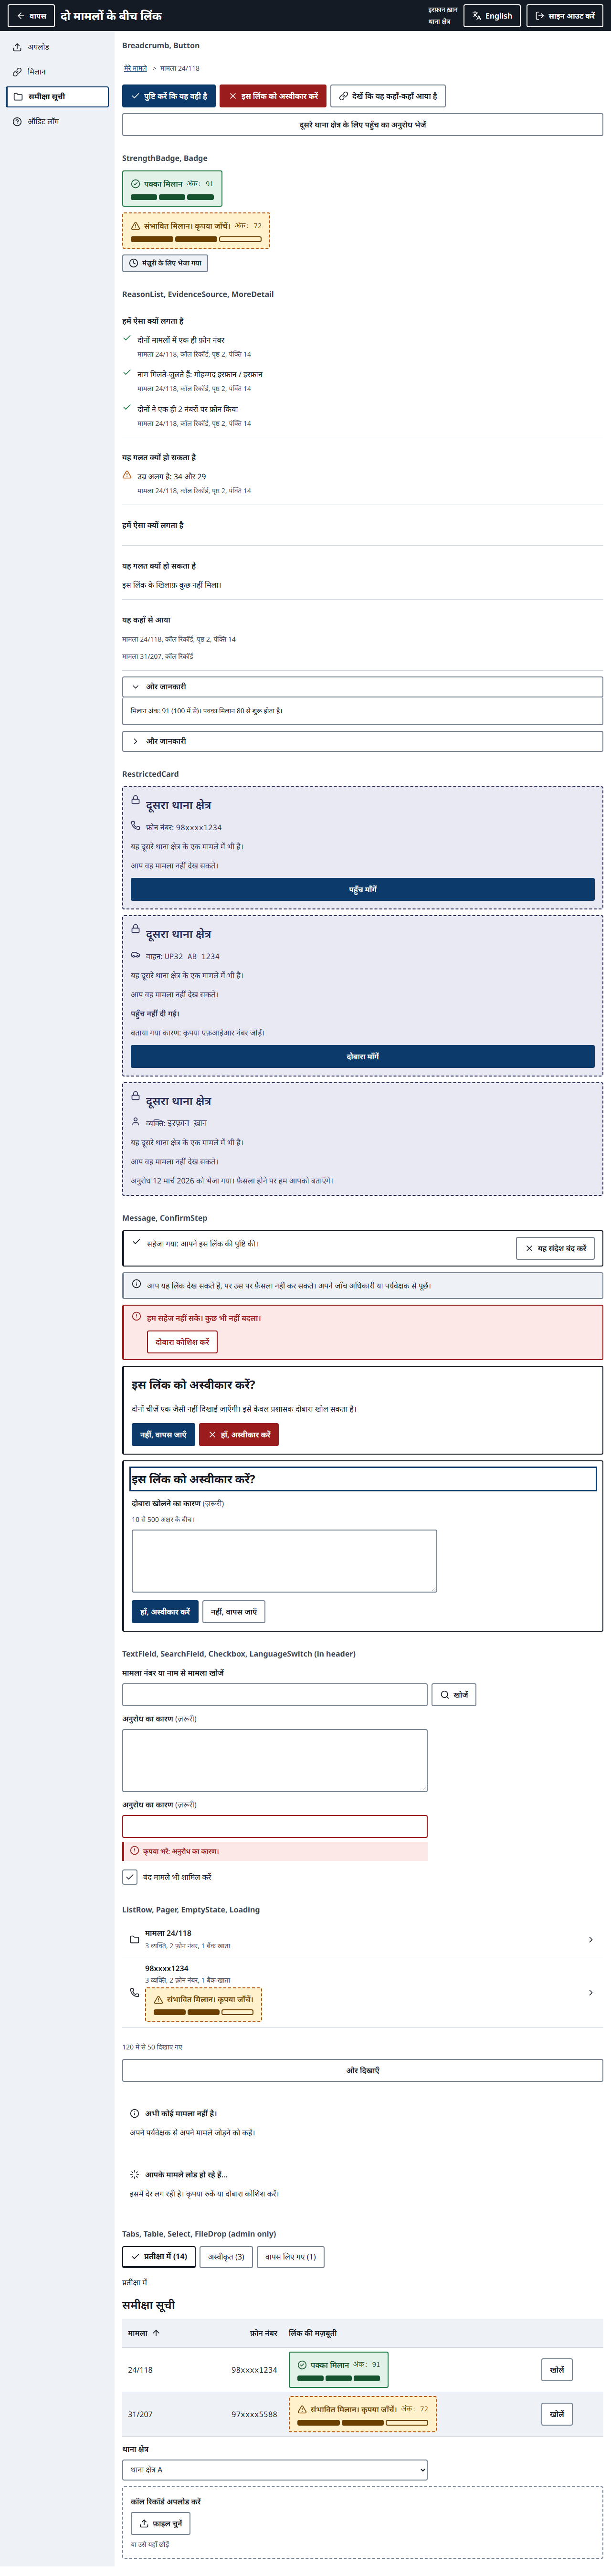 वापस
दो मामलों के बीच लिंक
इरफ़ान ख़ान
थाना क्षेत्र
English
साइन आउट करें
अपलोड
मिलान
समीक्षा सूची
ऑडिट लॉग
Breadcrumb, Button
मेरे मामले > मामला 24/118
पुष्टि करें कि यह वही है
इस लिंक को अस्वीकार करें
देखें कि यह कहाँ-कहाँ आया है
दूसरे थाना क्षेत्र के लिए पहुँच का अनुरोध भेजें
StrengthBadge, Badge
पक्का मिलान अंक: 91
संभावित मिलान। कृपया जाँचें। अंक: 72
मंज़ूरी के लिए भेजा गया
ReasonList, EvidenceSource, MoreDetail
हमें ऐसा क्यों लगता है
दोनों मामलों में एक ही फ़ोन नंबर
मामला 24/118, कॉल रिकॉर्ड, पृष्ठ 2, पंक्ति 14
नाम मिलते-जुलते हैं: मोहम्मद इरफ़ान / इरफ़ान
मामला 24/118, कॉल रिकॉर्ड, पृष्ठ 2, पंक्ति 14
दोनों ने एक ही 2 नंबरों पर फ़ोन किया
मामला 24/118, कॉल रिकॉर्ड, पृष्ठ 2, पंक्ति 14
यह गलत क्यों हो सकता है
उम्र अलग है: 34 और 29
मामला 24/118, कॉल रिकॉर्ड, पृष्ठ 2, पंक्ति 14
हमें ऐसा क्यों लगता है
यह गलत क्यों हो सकता है
इस लिंक के खिलाफ़ कुछ नहीं मिला।
यह कहाँ से आया
मामला 24/118, कॉल रिकॉर्ड, पृष्ठ 2, पंक्ति 14
मामला 31/207, कॉल रिकॉर्ड
और जानकारी
मिलान अंक: 91 (100 में से)। पक्का मिलान 80 से शुरू होता है।
और जानकारी
RestrictedCard
दूसरा थाना क्षेत्र
फ़ोन नंबर: 98xxxx1234
यह दूसरे थाना क्षेत्र के एक मामले में भी है।
आप वह मामला नहीं देख सकते।
पहुँच माँगें
दूसरा थाना क्षेत्र
वाहन: UP32 AB 1234
यह दूसरे थाना क्षेत्र के एक मामले में भी है।
आप वह मामला नहीं देख सकते।
पहुँच नहीं दी गई।
बताया गया कारण: कृपया एफ़आईआर नंबर जोड़ें।
दोबारा माँगें
दूसरा थाना क्षेत्र
व्यक्ति: इरफ़ान ख़ान
यह दूसरे थाना क्षेत्र के एक मामले में भी है।
आप वह मामला नहीं देख सकते।
अनुरोध 12 मार्च 2026 को भेजा गया। फ़ैसला होने पर हम आपको बताएँगे।
Message, ConfirmStep
सहेजा गया: आपने इस लिंक की पुष्टि की।
यह संदेश बंद करें
आप यह लिंक देख सकते हैं, पर उस पर फ़ैसला नहीं कर सकते। अपने जाँच अधिकारी या पर्यवेक्षक से पूछें।
हम सहेज नहीं सके। कुछ भी नहीं बदला।
दोबारा कोशिश करें
इस लिंक को अस्वीकार करें?
दोनों चीज़ें एक जैसी नहीं दिखाई जाएँगी। इसे केवल प्रशासक दोबारा खोल सकता है।
नहीं, वापस जाएँ
हाँ, अस्वीकार करें
इस लिंक को अस्वीकार करें?
दोबारा खोलने का कारण (ज़रूरी)
10 से 500 अक्षर के बीच।
हाँ, अस्वीकार करें
नहीं, वापस जाएँ
TextField, SearchField, Checkbox, LanguageSwitch (in header)
मामला नंबर या नाम से मामला खोजें
खोजें
अनुरोध का कारण (ज़रूरी)
अनुरोध का कारण (ज़रूरी)
कृपया भरें: अनुरोध का कारण।
बंद मामले भी शामिल करें
ListRow, Pager, EmptyState, Loading
मामला 24/118
3 व्यक्ति, 2 फ़ोन नंबर, 1 बैंक खाता
98xxxx1234
3 व्यक्ति, 2 फ़ोन नंबर, 1 बैंक खाता
संभावित मिलान। कृपया जाँचें।
120 में से 50 दिखाए गए
और दिखाएँ
अभी कोई मामला नहीं है।
अपने पर्यवेक्षक से अपने मामले जोड़ने को कहें।
आपके मामले लोड हो रहे हैं…
इसमें देर लग रही है। कृपया रुकें या दोबारा कोशिश करें।
Tabs, Table, Select, FileDrop (admin only)
प्रतीक्षा में (14)
अस्वीकृत (3)
वापस लिए गए (1)
प्रतीक्षा में
समीक्षा सूची
मामला फ़ोन नंबर लिंक की मज़बूती
24/118 98xxxx1234 पक्का मिलान अंक: 91 खोलें
31/207 97xxxx5588 संभावित मिलान। कृपया जाँचें। अंक: 72 खोलें
थाना क्षेत्र
थाना क्षेत्र A
कॉल रिकॉर्ड अपलोड करें
फ़ाइल चुनें
या उसे यहाँ छोड़ें